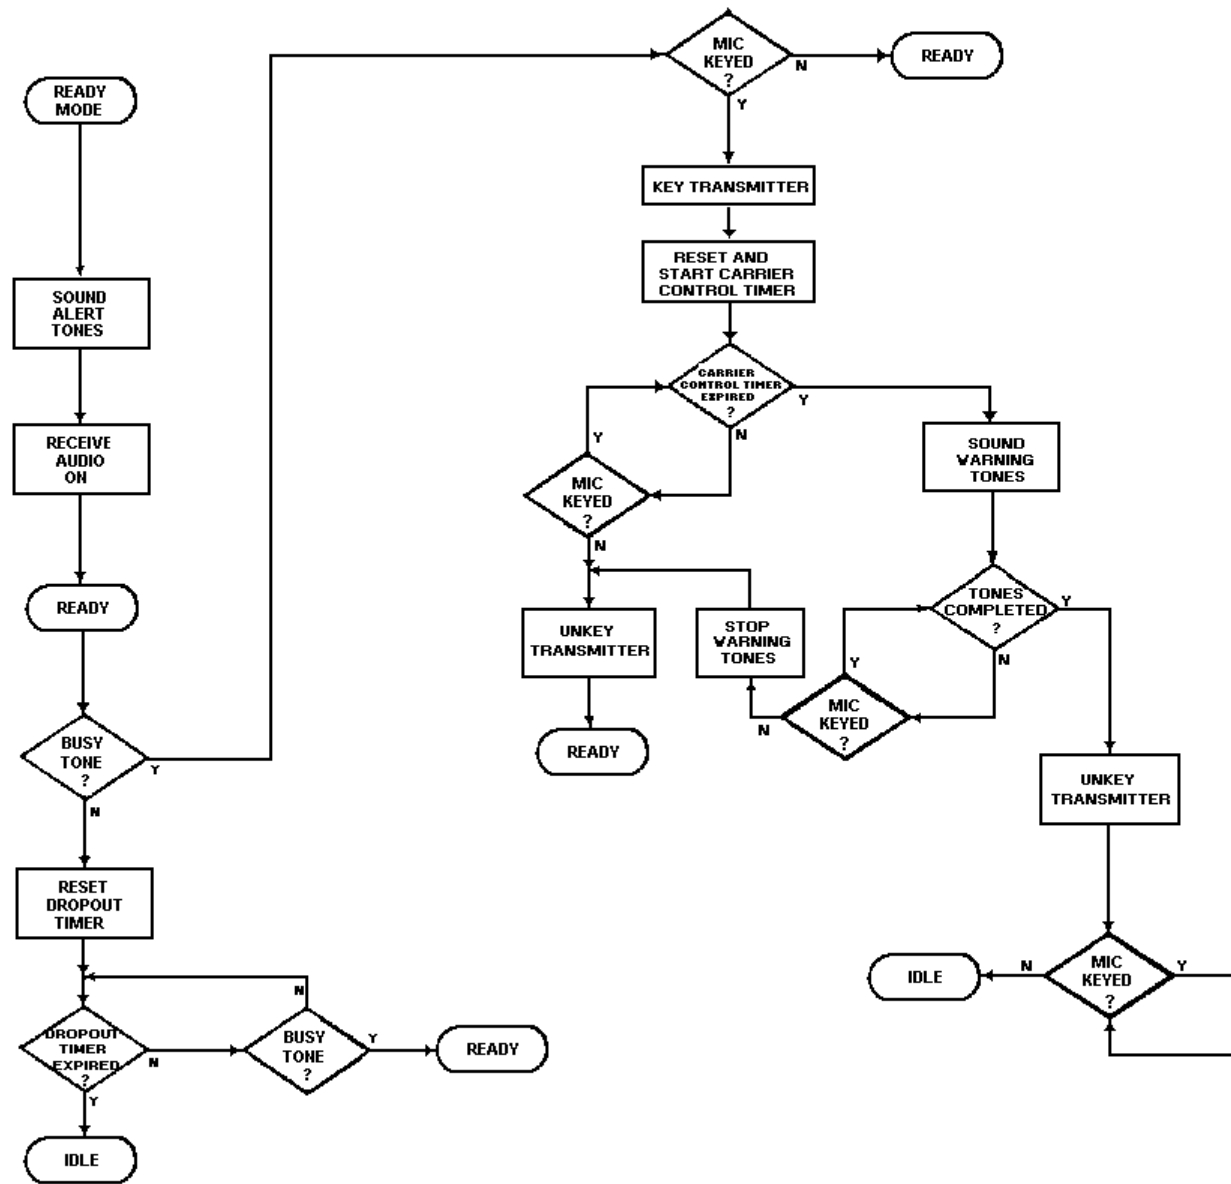 READY
MODE
SOUND
ALERT
TONES
RECEIVE
AUDIO
ON
READY
BUSY
TONE
?
Y
N
RESET
DROPOUT
TIMER
DROPOUT
TIMER
EXPIRED
?
N
Y
IDLE
BUSY
TONE
?
N
Y
READY
MIC
KEYED
?
N
Y
READY
KEY TRANSMITTER
RESET AND
START CARRIER
CONTROL TIMER
CARRIER
CONTROL TIMER
EXPIRED
?
Y
N
MIC
KEYED
?
Y
N
UNKEY
TRANSMITTER
READY
SOUND
WARNING
TONES
TONES
COMPLETED
?
Y
N
MIC
KEYED
?
Y
N
STOP
WARNING
TONES
UNKEY
TRANSMITTER
MIC
KEYED
?
N
Y
IDLE